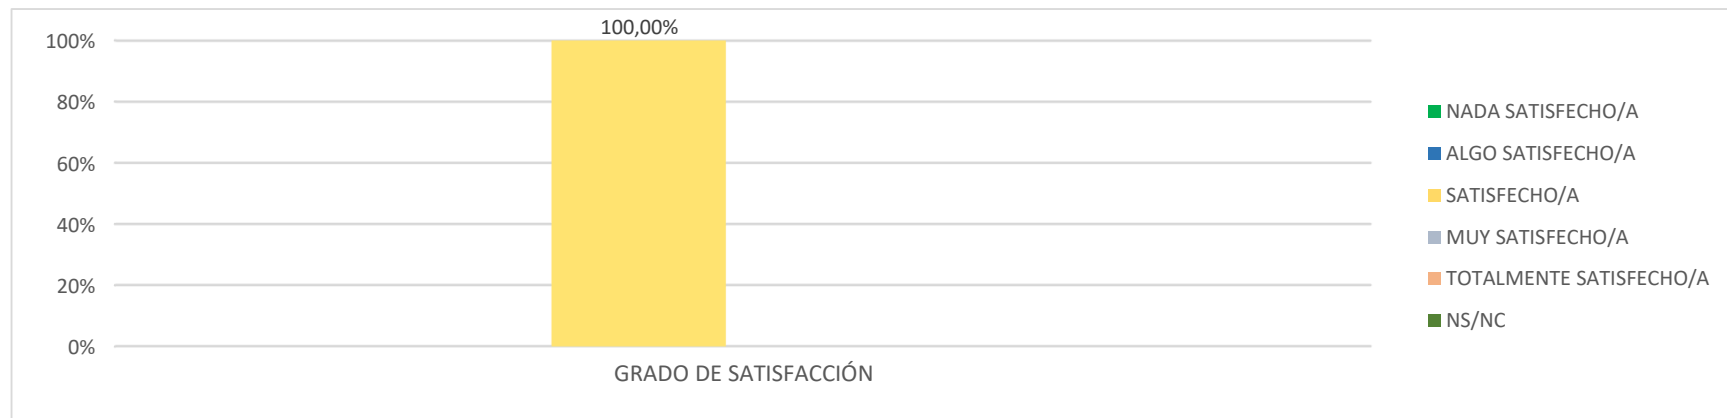 100,00%
100%
80%
60%
40%
20%
0%
GRADO DE SATISFACCIÓN
NADA SATISFECHO/A
ALGO SATISFECHO/A
SATISFECHO/A
MUY SATISFECHO/A
TOTALMENTE SATISFECHO/A
NS/NC